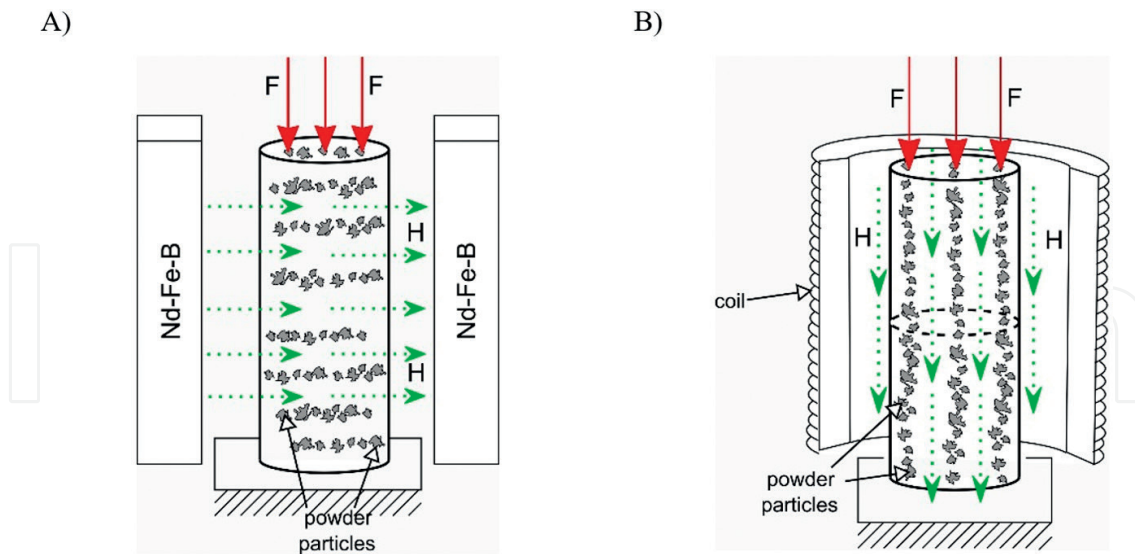 A)
F F
Nd-Fe-B
H
H
Nd-Fe-B
powder
particles
B)
F F
H H
coil
powder
particles